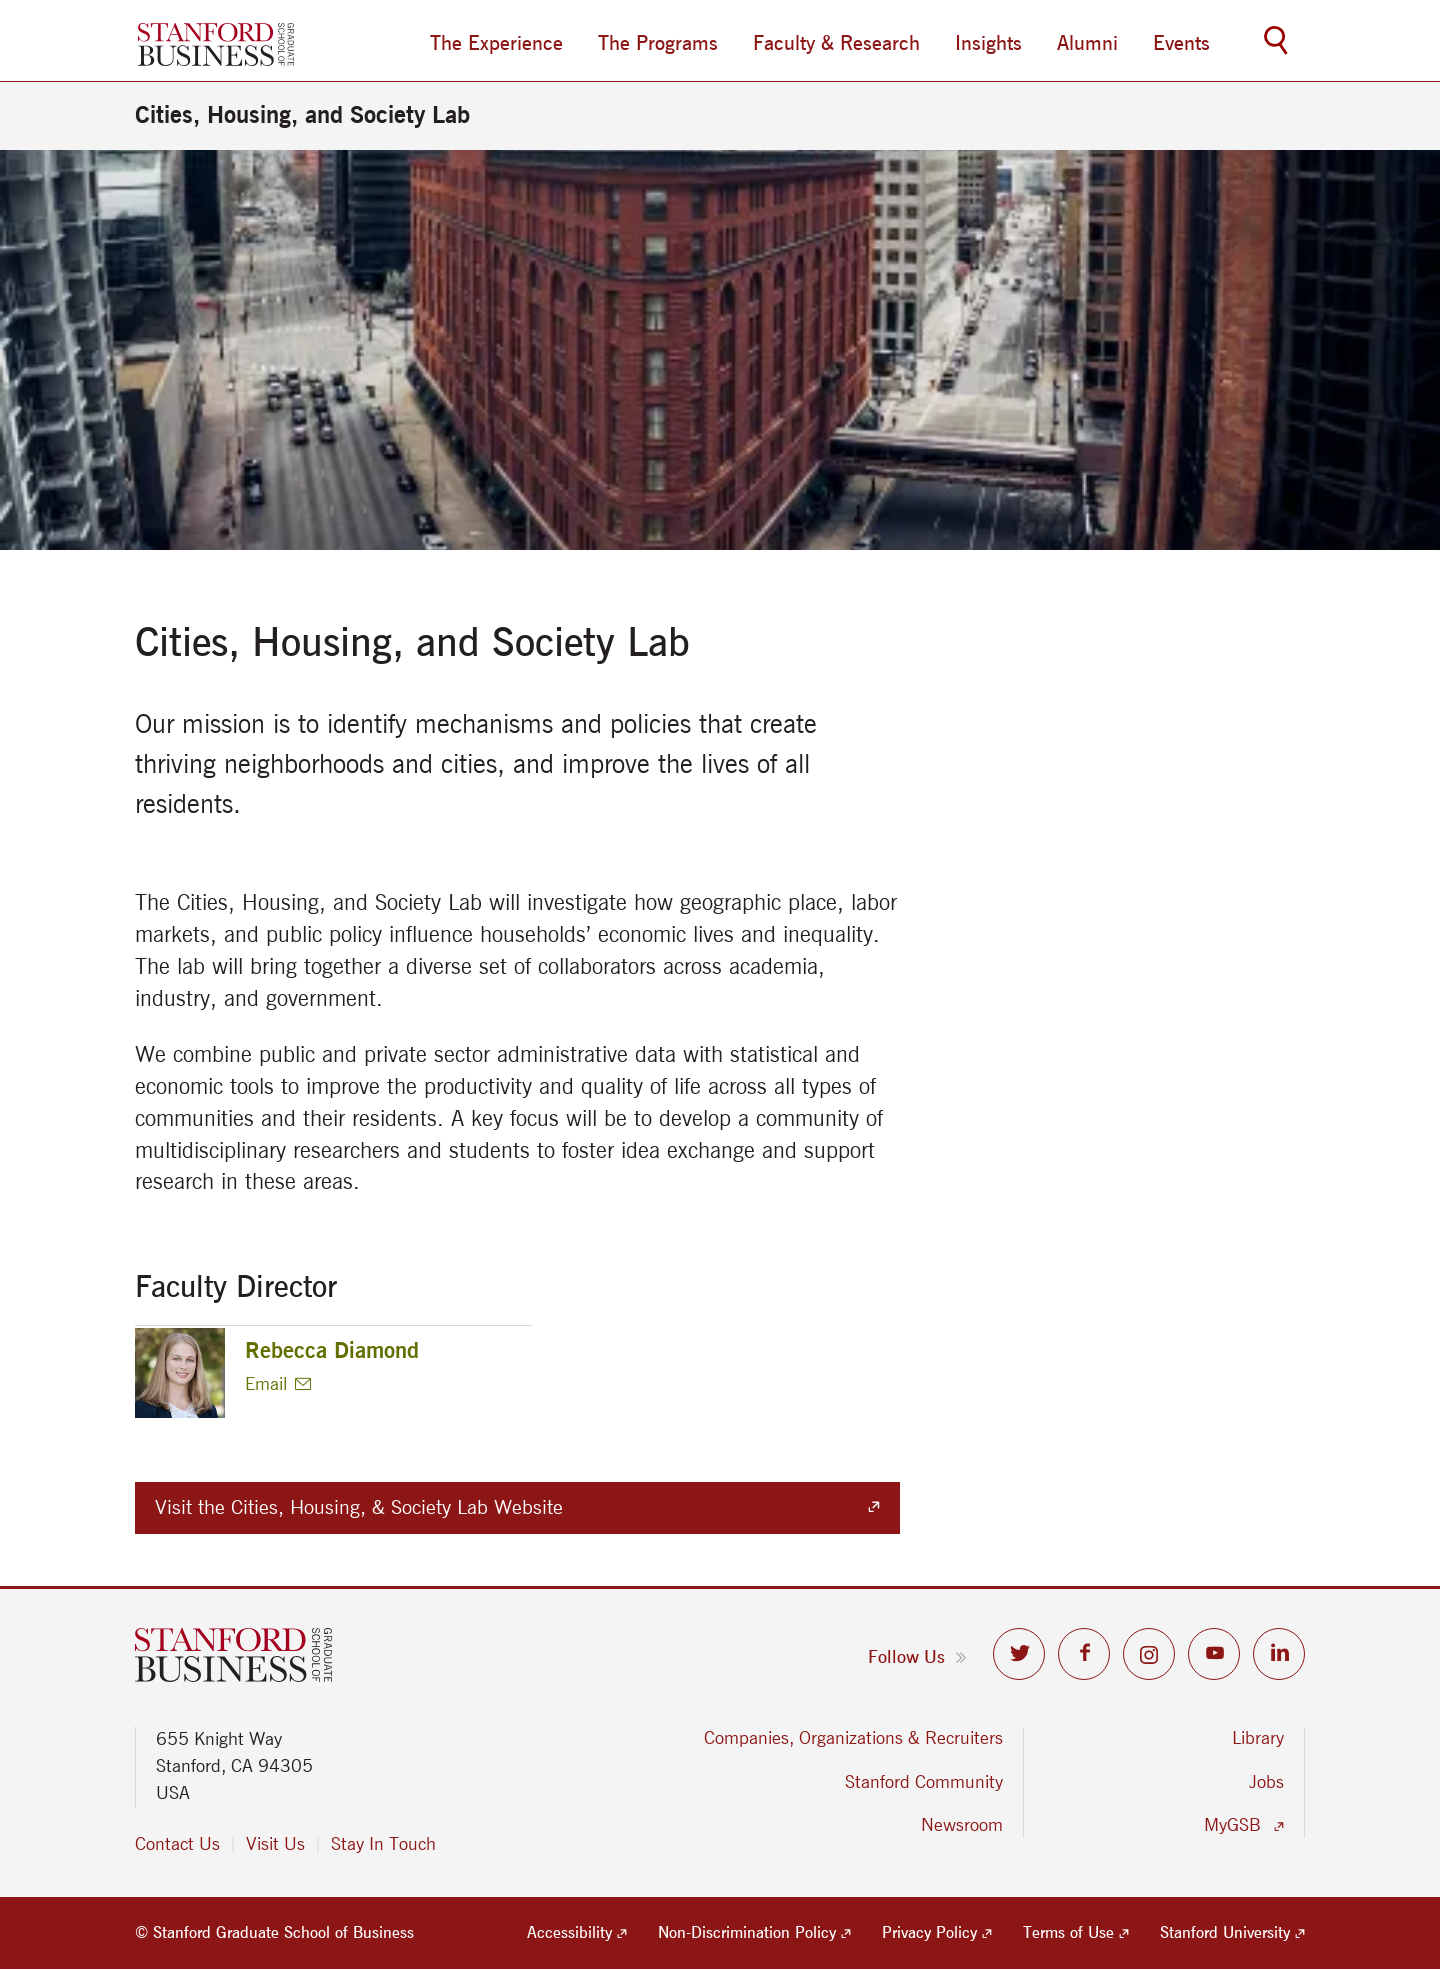 STANFORD
BUSINESS
GRADUATE
SCHOOL OF
The Experience
The Programs
Faculty & Research
Insights
Alumni
Events
Cities, Housing, and Society Lab
Cities, Housing, and Society Lab
Our mission is to identify mechanisms and policies that create
thriving neighborhoods and cities, and improve the lives of all
residents.
The Cities, Housing, and Society Lab will investigate how geographic place, labor
markets, and public policy influence households’ economic lives and inequality.
The lab will bring together a diverse set of collaborators across academia,
industry, and government.
We combine public and private sector administrative data with statistical and
economic tools to improve the productivity and quality of life across all types of
communities and their residents. A key focus will be to develop a community of
multidisciplinary researchers and students to foster idea exchange and support
research in these areas.
Faculty Director
Rebecca Diamond
Email
Visit the Cities, Housing, & Society Lab Website
STANFORD
BUSINESS
GRADUATE
SCHOOL OF
Follow Us
655 Knight Way
Stanford, CA 94305
USA
Contact Us | Visit Us | Stay In Touch
Companies, Organizations & Recruiters
Stanford Community
Newsroom
Library
Jobs
MyGSB
© Stanford Graduate School of Business
Accessibility
Non-Discrimination Policy
Privacy Policy
Terms of Use
Stanford University